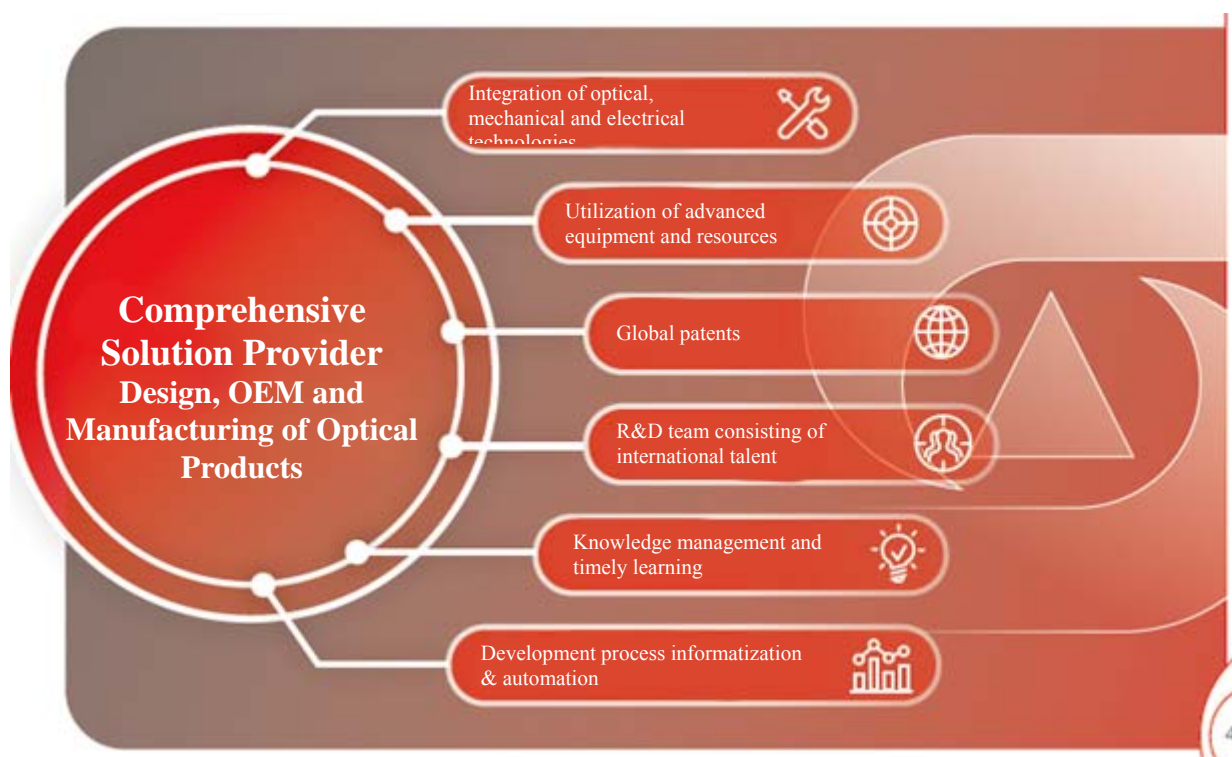 Integration of optical,
mechanical and electrical
technologies
Utilization of advanced
equipment and resources
Comprehensive
Solution Provider
Design, OEM and
Manufacturing of Optical
Products
Global patents
R&D team consisting of
international talent
Knowledge management and
timely learning
Development process informatization
& automation
4